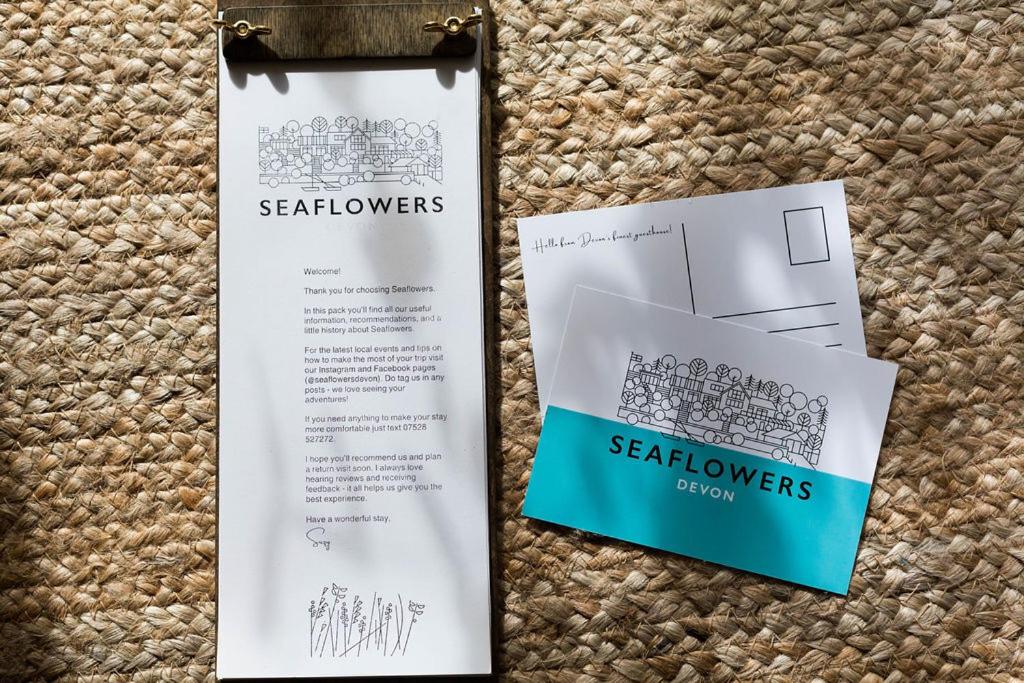 SEAFLOWERS
DEVON
Welcome!
Thank you for choosing Seaflowers.
In this pack you'll find all our useful
information, recommendations, and a
little history about Seaflowers.
For the latest local events and tips on
how to make the most of your trip visit
our Instagram and Facebook pages
(@seaflowersdevon). Do tag us in any
posts - we love seeing your
adventures!
If you need anything to make your stay
more comfortable just text 07528
527272.
I hope you'll recommend us and plan
a return visit soon. I always love
hearing reviews and receiving
feedback - it all helps us give you the
best experience.
Have a wonderful stay,
Suzy
Hello from Devon's finest guesthouse!
SEAFLOWERS
DEVON